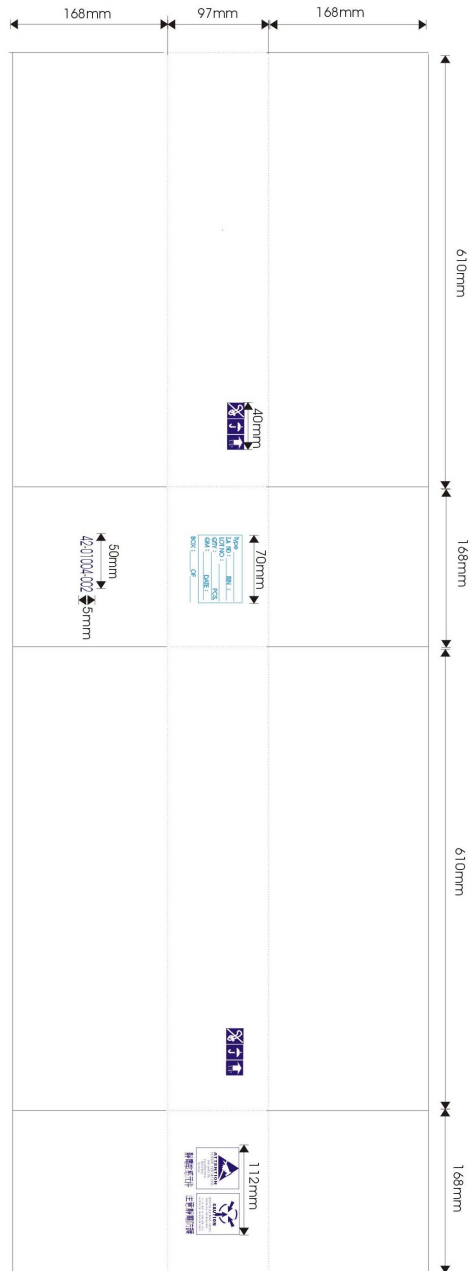 168mm
97mm
168mm
610mm
40mm
168mm
70mm
Type
LA NO :
BIN :
LOT NO :
QTY :
PCS
QM :
DATE :
BOX :
OF
50mm
42-01004-002
5mm
610mm
168mm
112mm
ATTENTION
CAUTION